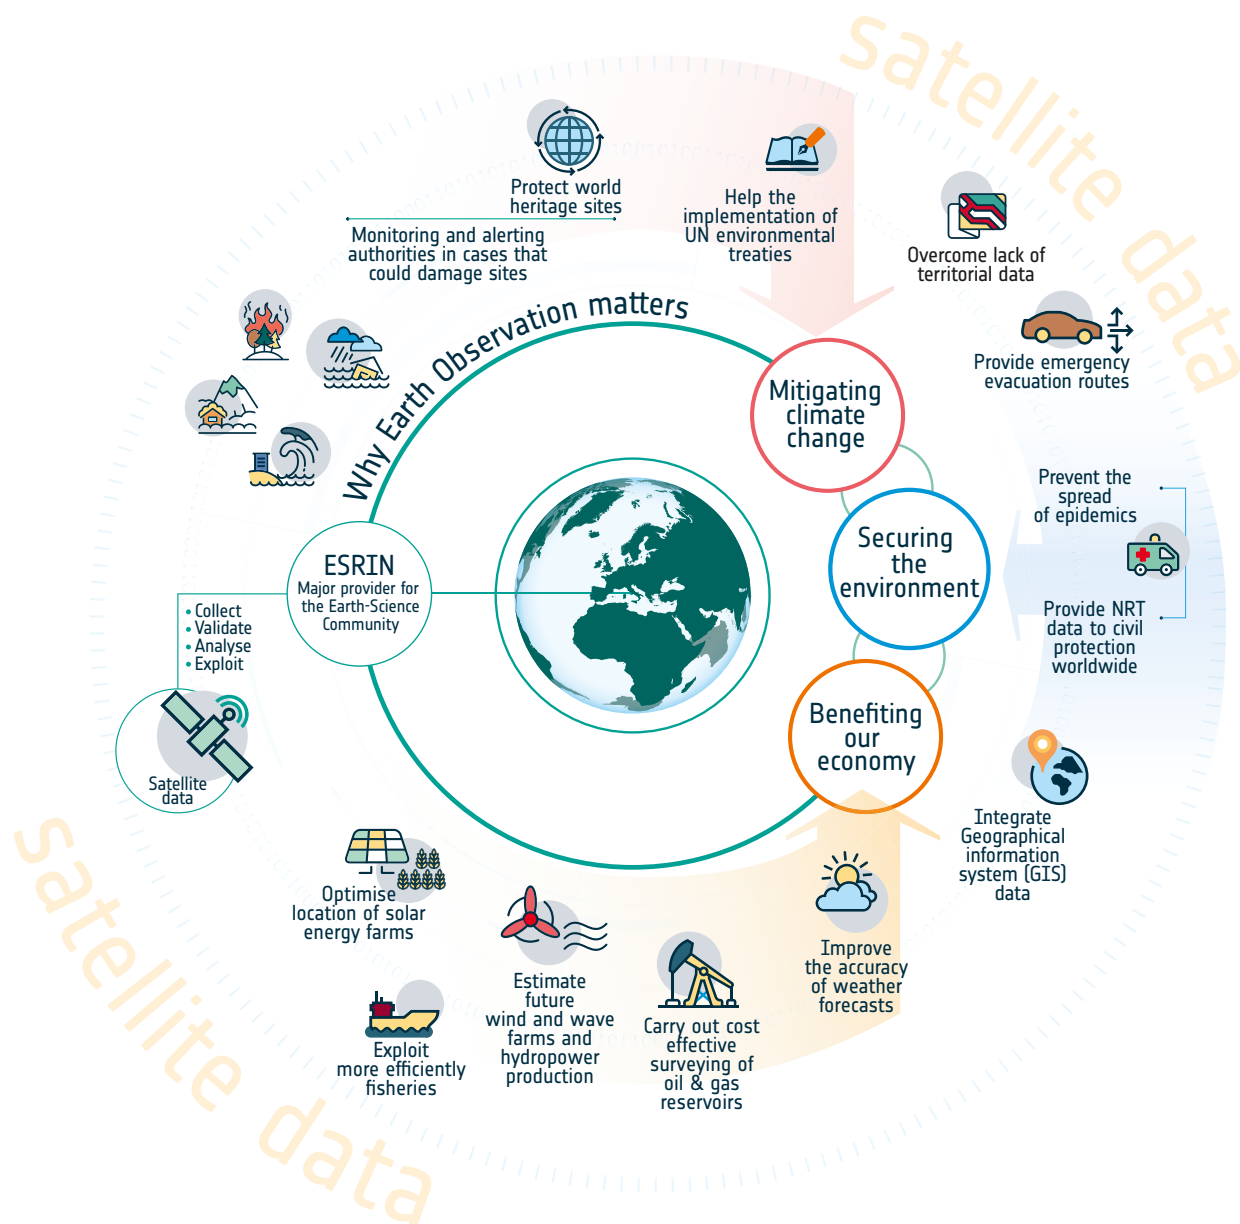 satellite data
Protect world
heritage sites
Monitoring and alerting
authorities in cases that
could damage sites
Help the
implementation of
UN environmental
treaties
Overcome lack of
territorial data
Provide emergency
evacuation routes
Why Earth Observation matters
Mitigating
climate
change
Prevent the
spread
of epidemics
Securing
the
environment
Provide NRT
data to civil
protection
worldwide
ESRIN
Major provider for
the Earth-Science
Community
• Collect
• Validate
• Analyse
• Exploit
Satellite
data
Benefiting
our
economy
Integrate
Geographical
information
system (GIS)
data
Optimise
location of solar
energy farms
Improve
the accuracy
of weather
forecasts
Estimate
future
wind and wave
farms and
hydropower
production
Carry out cost
effective
surveying of
oil & gas
reservoirs
Exploit
more efficiently
fisheries
satellite data